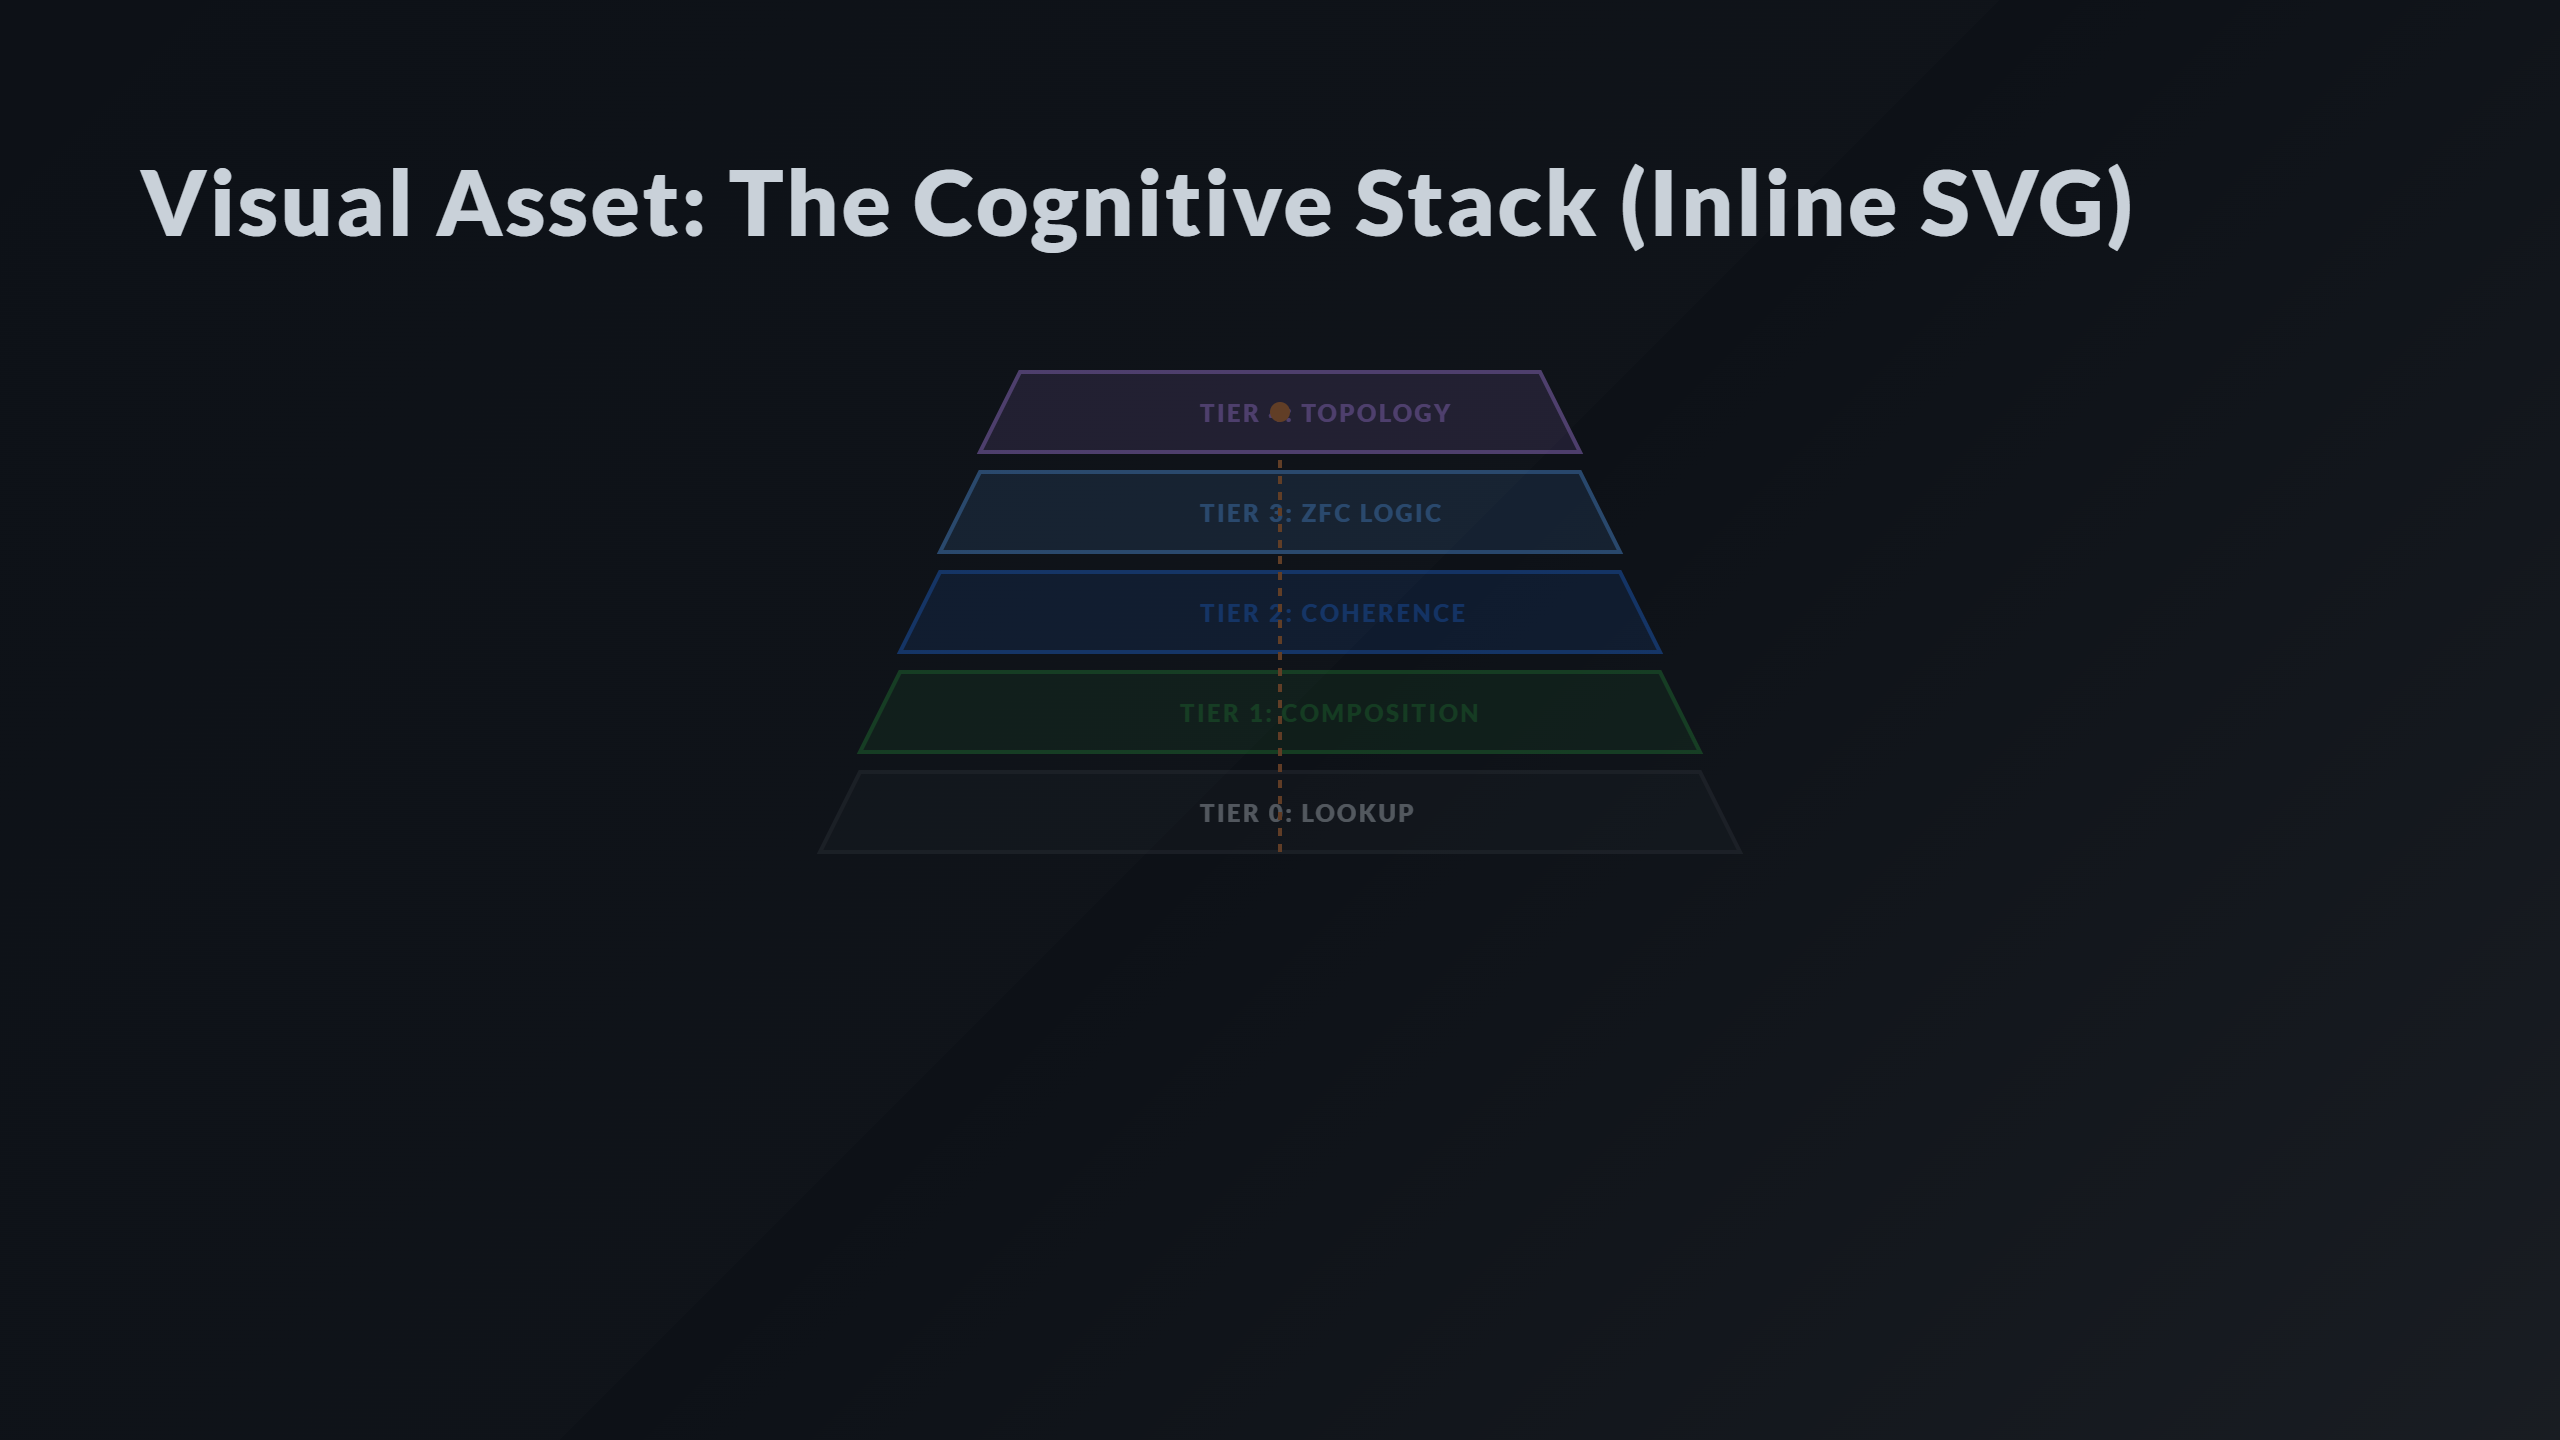 Visual Asset: The Cognitive Stack (Inline SVG)
TIER TOPOLOGY
TIER 3: ZFC LOGIC
TIER 2: COHERENCE
TIER 1: COMPOSITION
TIER 0: LOOKUP